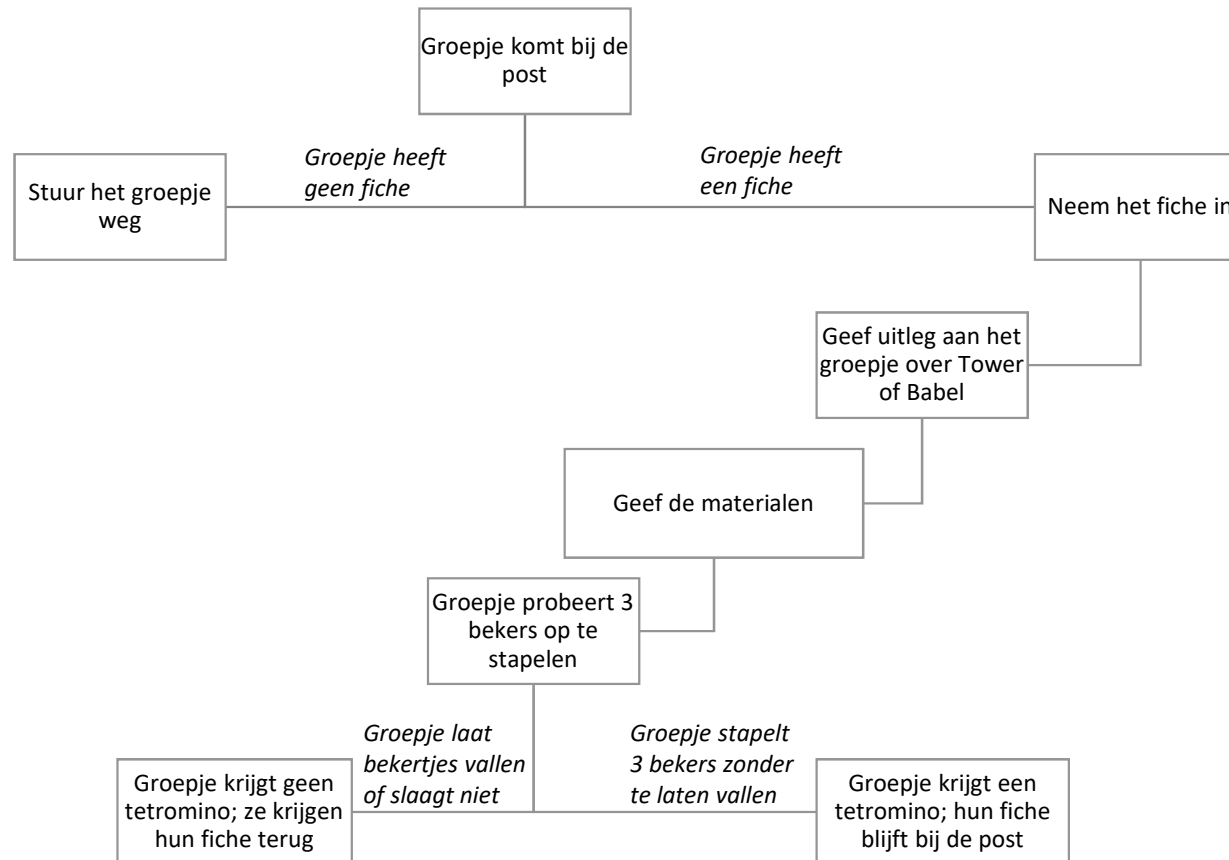 Groepje komt bij de
post
Groepje heeft
geen fiche
Groepje heeft
een fiche
Stuur het groepje
weg
Neem het fiche in
Geef uitleg aan het
groepje over Tower
of Babel
Geef de materialen
Groepje probeert 3
bekers op te
stapelen
Groepje laat
bekertjes vallen
of slaagt niet
Groepje stapelt
3 bekers zonder
te laten vallen
Groepje krijgt geen
tetromino; ze krijgen
hun fiche terug
Groepje krijgt een
tetromino; hun fiche
blijft bij de post